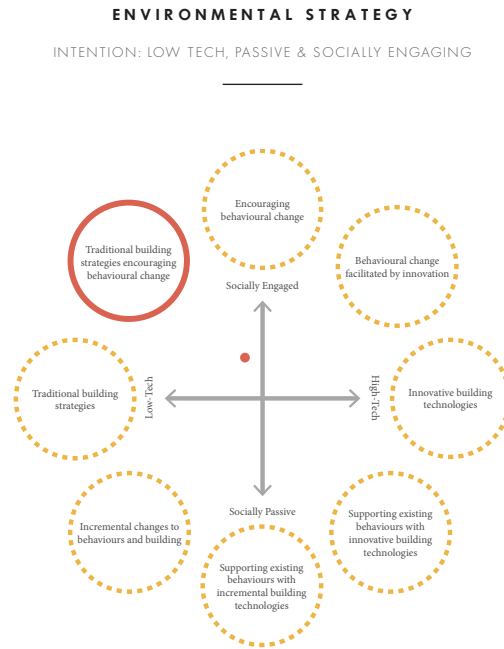 ENVIRONMENTAL STRATEGY
INTENTION: LOW TECH, PASSIVE & SOCIALLY ENGAGING
Encouraging
behavioural change
Traditional building
strategies encouraging
behavioural change
Behavioural change
facilitated by innovation
Socially Engaged
Traditional building
strategies
Low-Tech
High-Tech
Innovative building
technologies
Socially Passive
Incremental changes to
behaviours and building
Supporting existing
behaviours with
innovative building
technologies
Supporting existing
behaviours with
incremental building
technologies